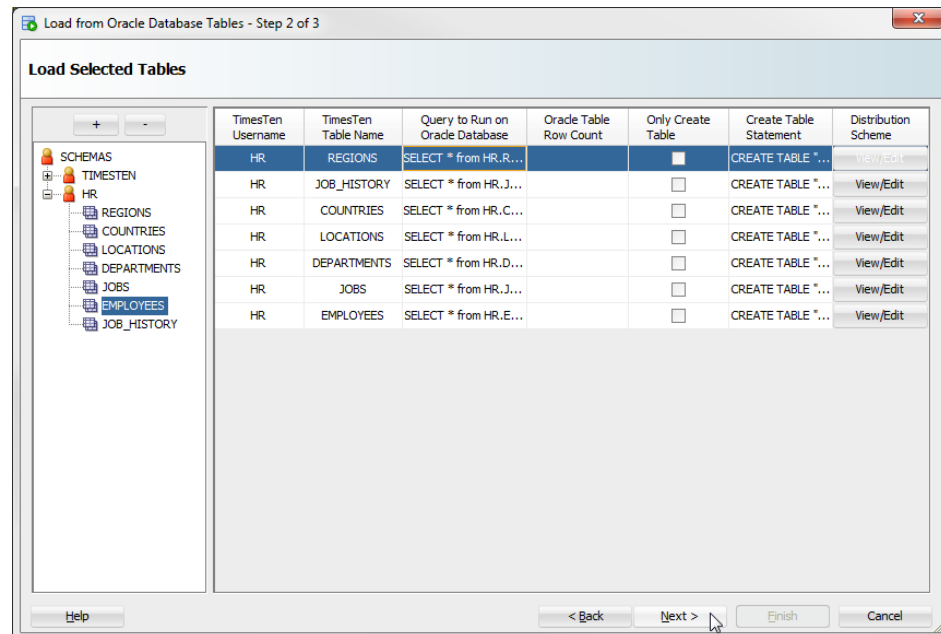 Load from Oracle Database Tables - Step 2 of 3
x
Load Selected Tables
+ -
SCHEMAS
TIMESTEN
HR
REGIONS
COUNTRIES
LOCATIONS
DEPARTMENTS
JOBS
EMPLOYEES
JOB_HISTORY
TimesTen Username TimesTen Table Name Query to Run on Oracle Database Oracle Table Row Count Only Create Table Create Table Statement Distribution Scheme
HR REGIONS SELECT * from HR.R... CREATE TABLE "... View/Edit
HR JOB_HISTORY SELECT * from HR.J... CREATE TABLE "... View/Edit
HR COUNTRIES SELECT * from HR.C... CREATE TABLE "... View/Edit
HR LOCATIONS SELECT * from HR.L... CREATE TABLE "... View/Edit
HR DEPARTMENTS SELECT * from HR.D... CREATE TABLE "... View/Edit
HR JOBS SELECT * from HR.J... CREATE TABLE "... View/Edit
HR EMPLOYEES SELECT * from HR.E... CREATE TABLE "... View/Edit
Help < Back Next > Finish Cancel